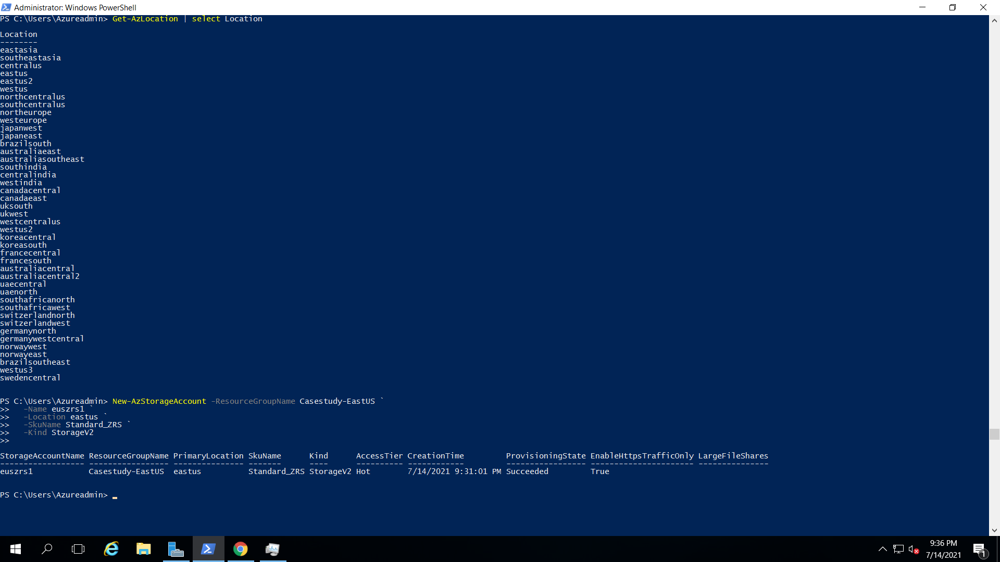 Administrator: Windows PowerShell
PS C:\Users\Azureadmin> Get-AzLocation | select Location
Location
--------
eastasia
southeastasia
centralus
eastus
eastus2
westus
northcentralus
southcentralus
northeurope
westeurope
japanwest
japaneast
brazilsouth
australiaeast
australiasoutheast
southindia
centralindia
westindia
canadacentral
canadaeast
uksouth
ukwest
westcentralus
westus2
koreacentral
koreasouth
francecentral
francesouth
australiacentral
australiacentral2
uaecentral
uaenorth
southafricanorth
southafricawest
switzerlandnorth
switzerlandwest
germanynorth
germanywestcentral
norwaywest
norwayeast
brazilsoutheast
westus3
swedencentral
PS C:\Users\Azureadmin> New-AzStorageAccount -ResourceGroupName Casestudy-EastUS `
>>   -Name euszrs1 `
>>   -Location eastus `
>>   -SkuName Standard_ZRS `
>>   -Kind StorageV2
>>
StorageAccountName ResourceGroupName PrimaryLocation SkuName      Kind      AccessTier CreationTime         ProvisioningState EnableHttpsTrafficOnly LargeFileShares
------------------ ----------------- --------------- -------      ----      ---------- ------------         ----------------- ---------------------- ---------------
euszrs1            Casestudy-EastUS  eastus          Standard_ZRS StorageV2 Hot        7/14/2021 9:31:01 PM Succeeded         True
PS C:\Users\Azureadmin>
9:36 PM
7/14/2021
1